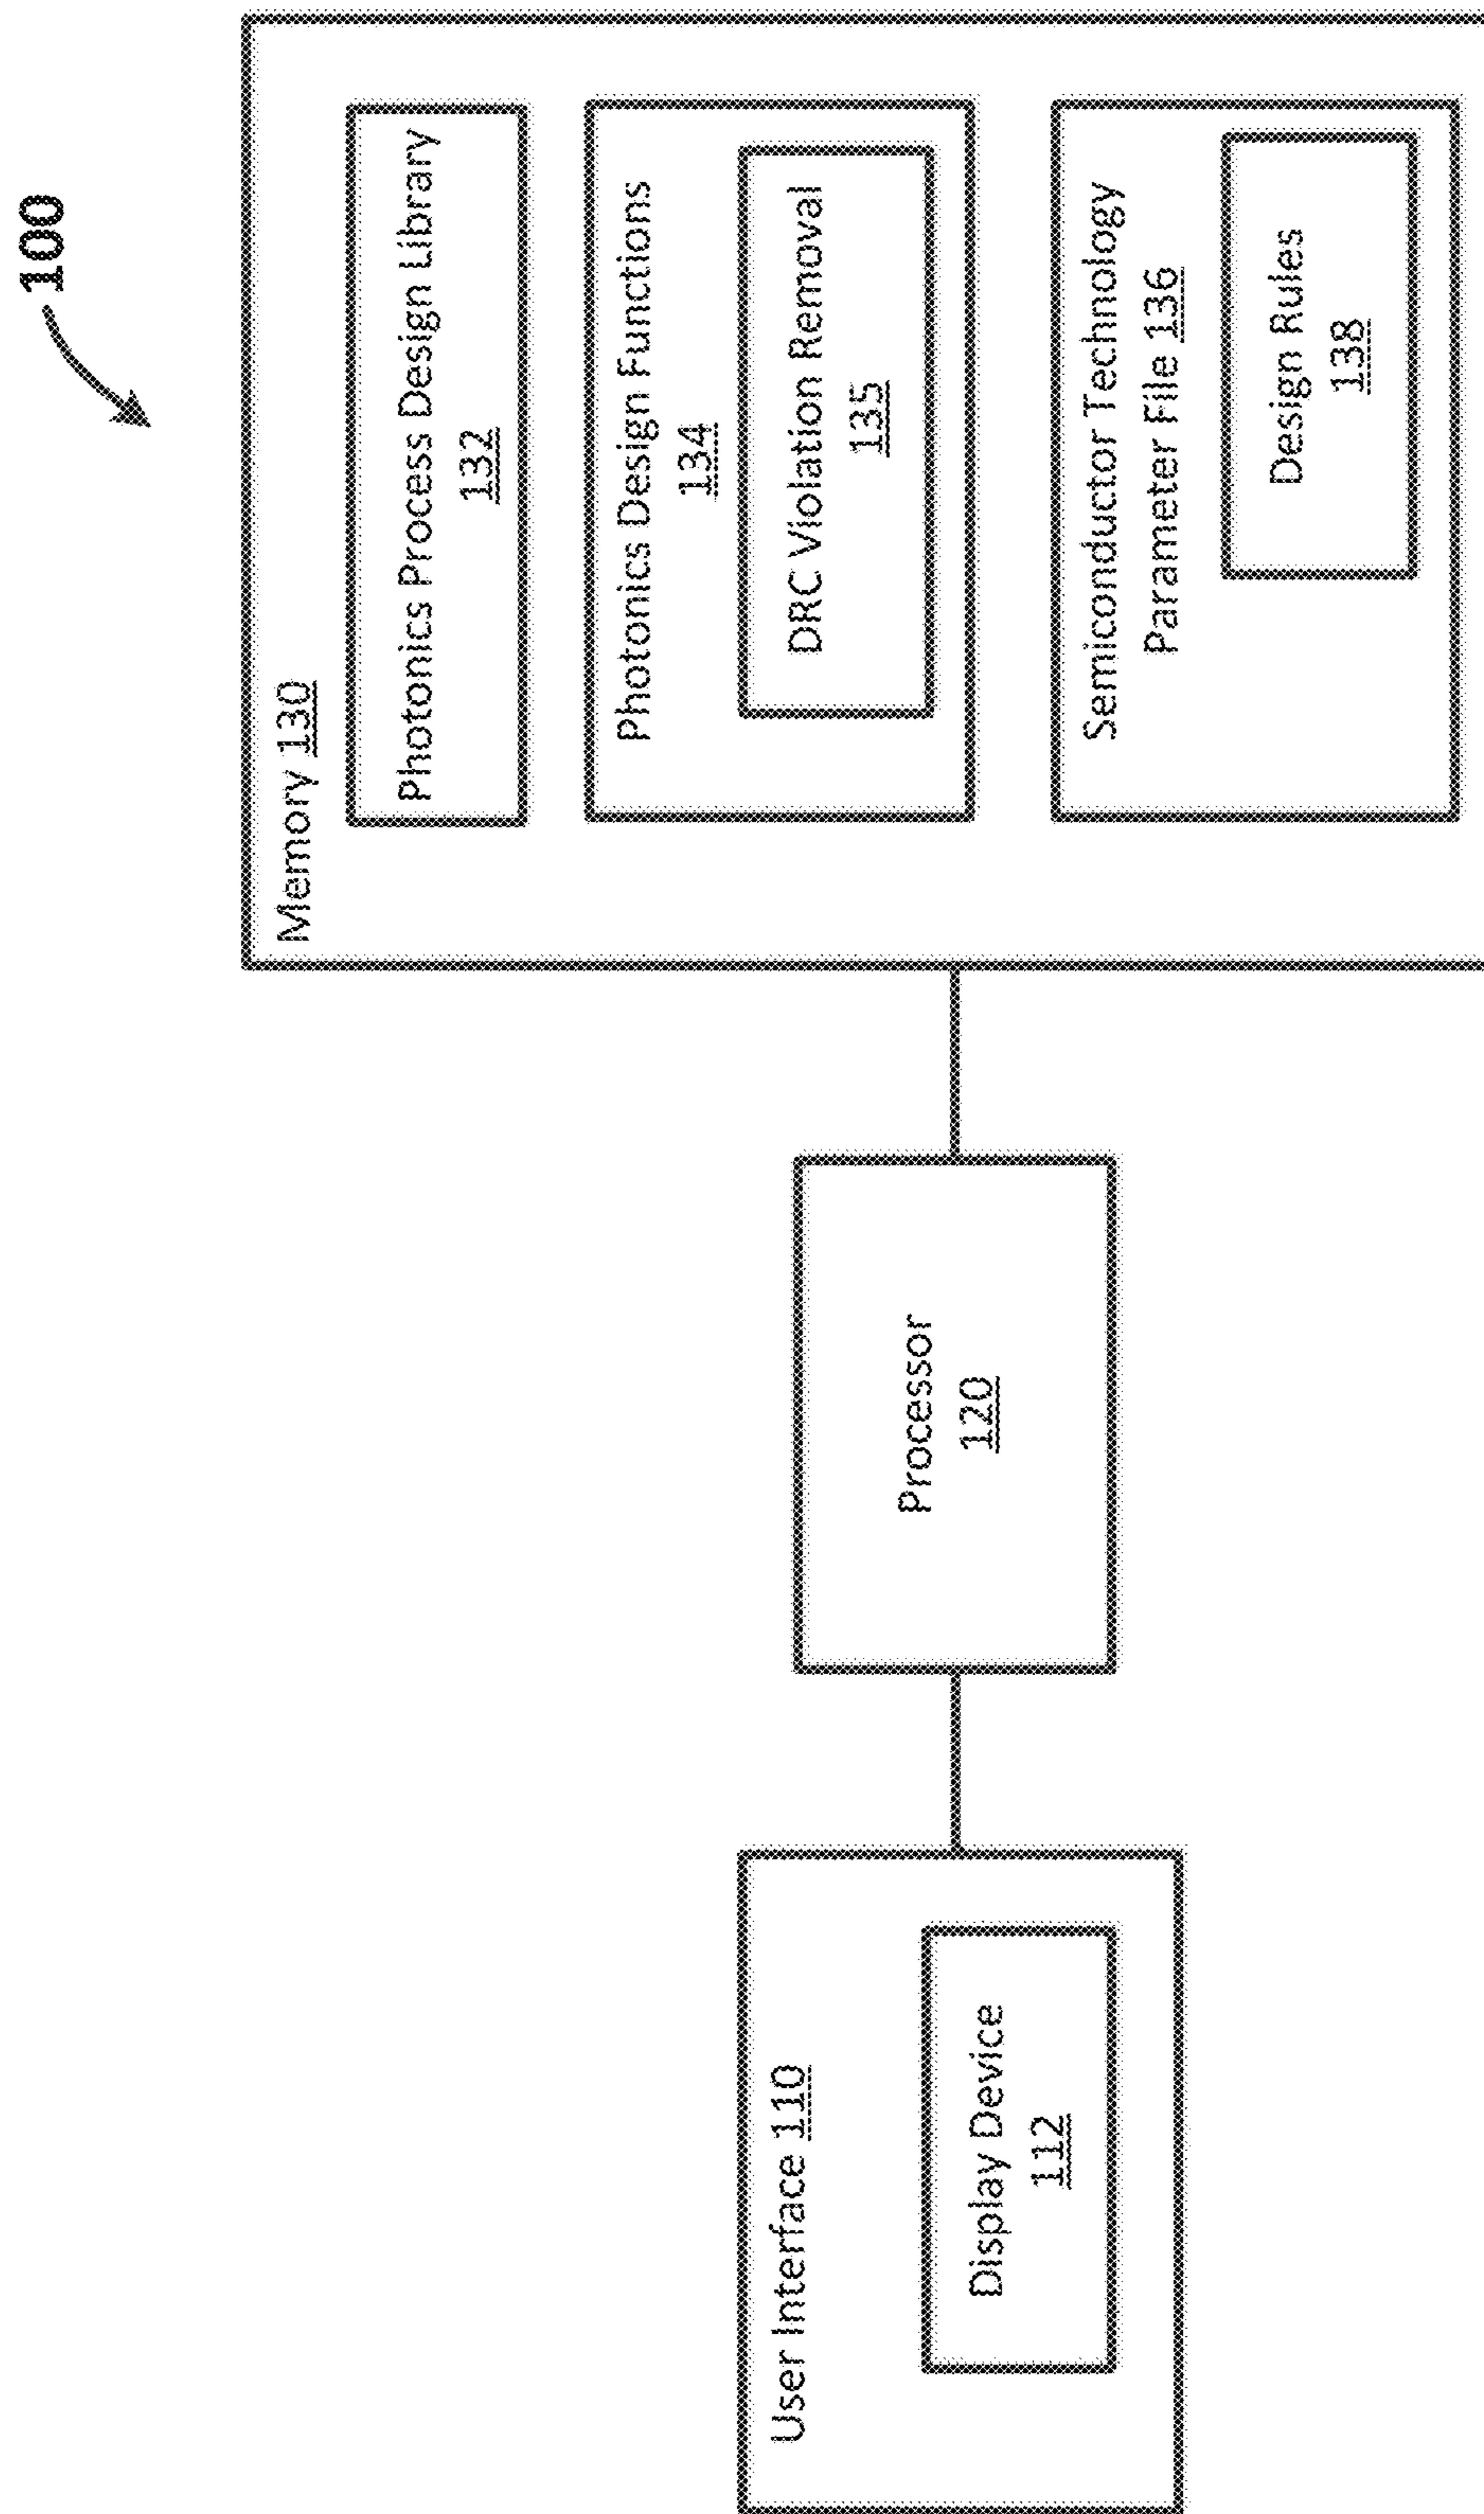 100
Memory 130
Photonics Process Design Library
132
Photonics Design Functions
134
DRC Violation Removal
135
Semiconductor Technology
Parameter File 136
Design Rules
138
Processor
120
User Interface 110
Display Device
112